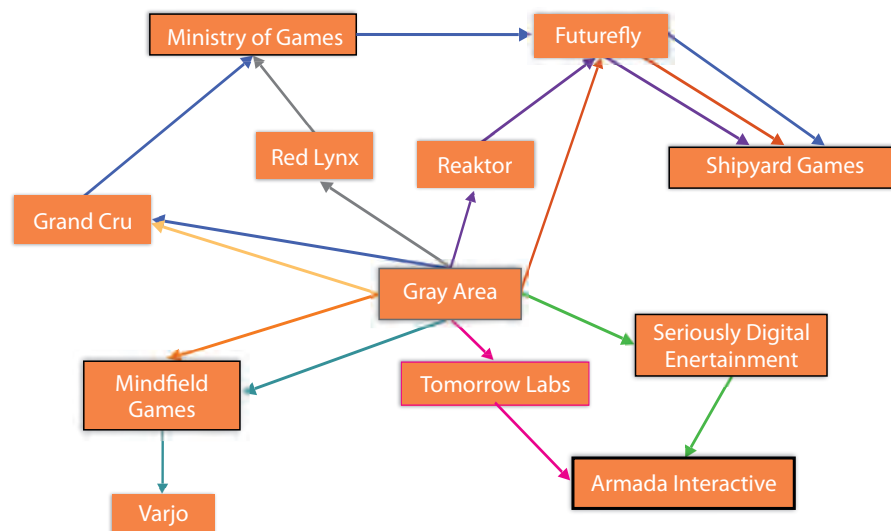 Ministry of Games
Futurefly
Red Lynx
Reaktor
Shipyard Games
Grand Cru
Gray Area
Seriously Digital
Enertainment
Mindfield
Games
Tomorrow Labs
Armada Interactive
Varjo